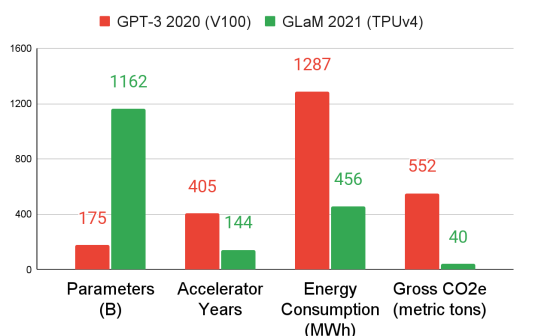 GPT-3 2020 (V100) GLaM 2021 (TPUv4)
1600
1200
800
400
0
175 1162
405 144
1287 456
552 40
Parameters
(B)
Accelerator
Years
Energy
Consumption
(MWh)
Gross CO2e
(metric tons)